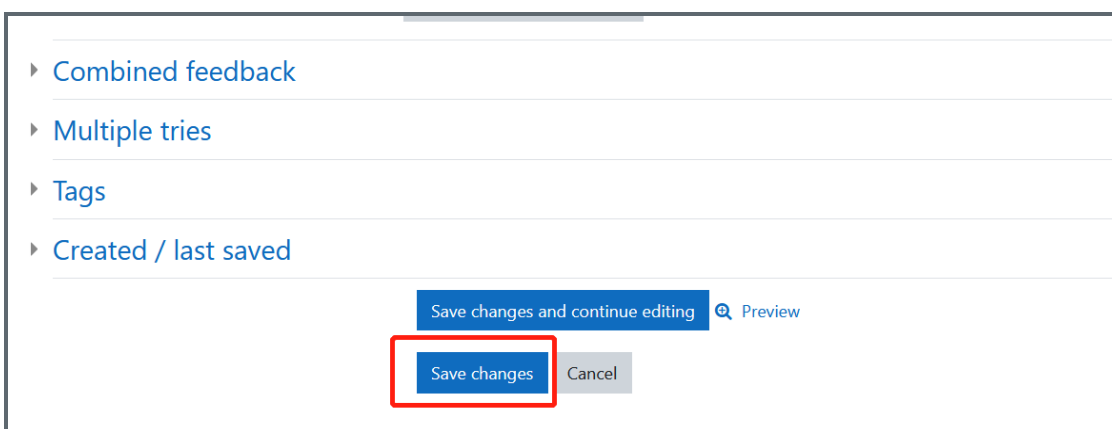 Combined feedback
Multiple tries
Tags
Created / last saved
Save changes and continue editing Preview
Save changes Cancel